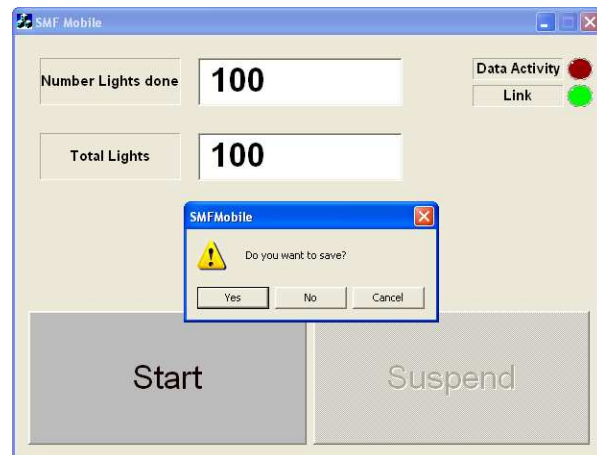 SMF Mobile
Number Lights done
100
Data Activity
Link
Total Lights
100
SMFMobile
Do you want to save?
Yes
No
Cancel
Start
Suspend